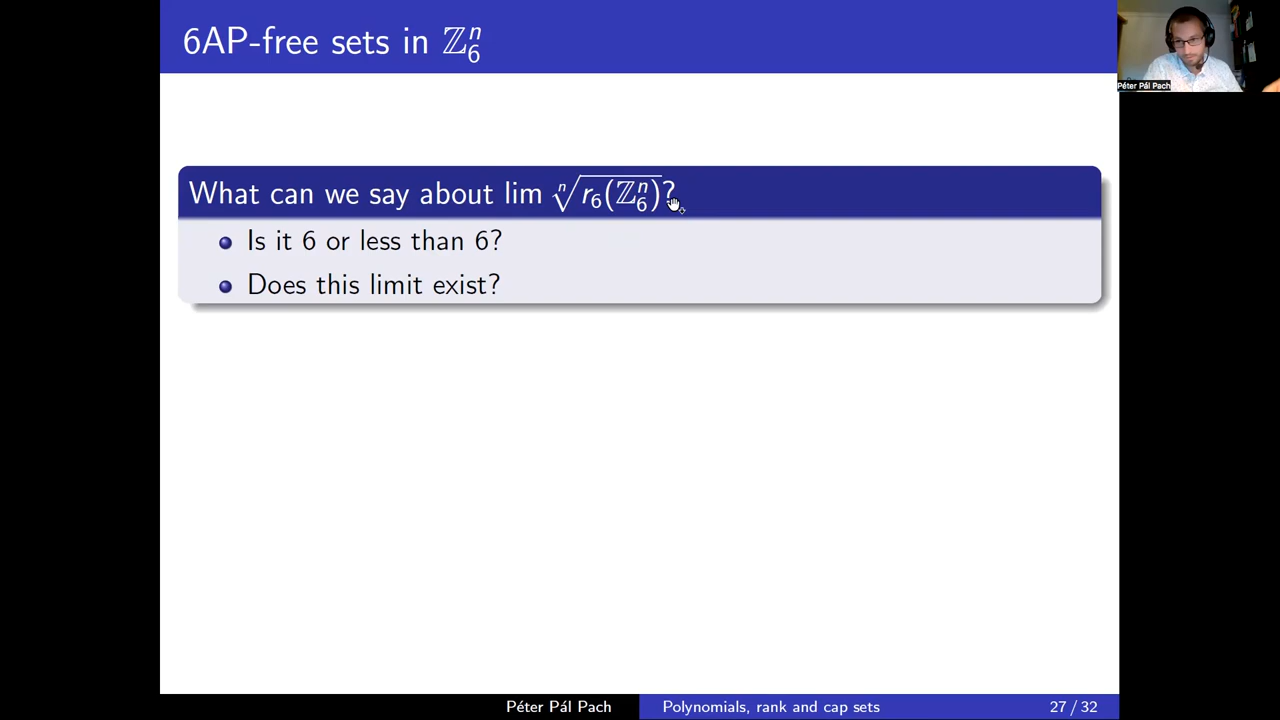 6AP-free sets in ℤ₆ⁿ
Péter Pál Pach
What can we say about lim ⁿ√r₆(ℤ₆ⁿ)?
Is it 6 or less than 6?
Does this limit exist?
Péter Pál Pach Polynomials, rank and cap sets 27 / 32